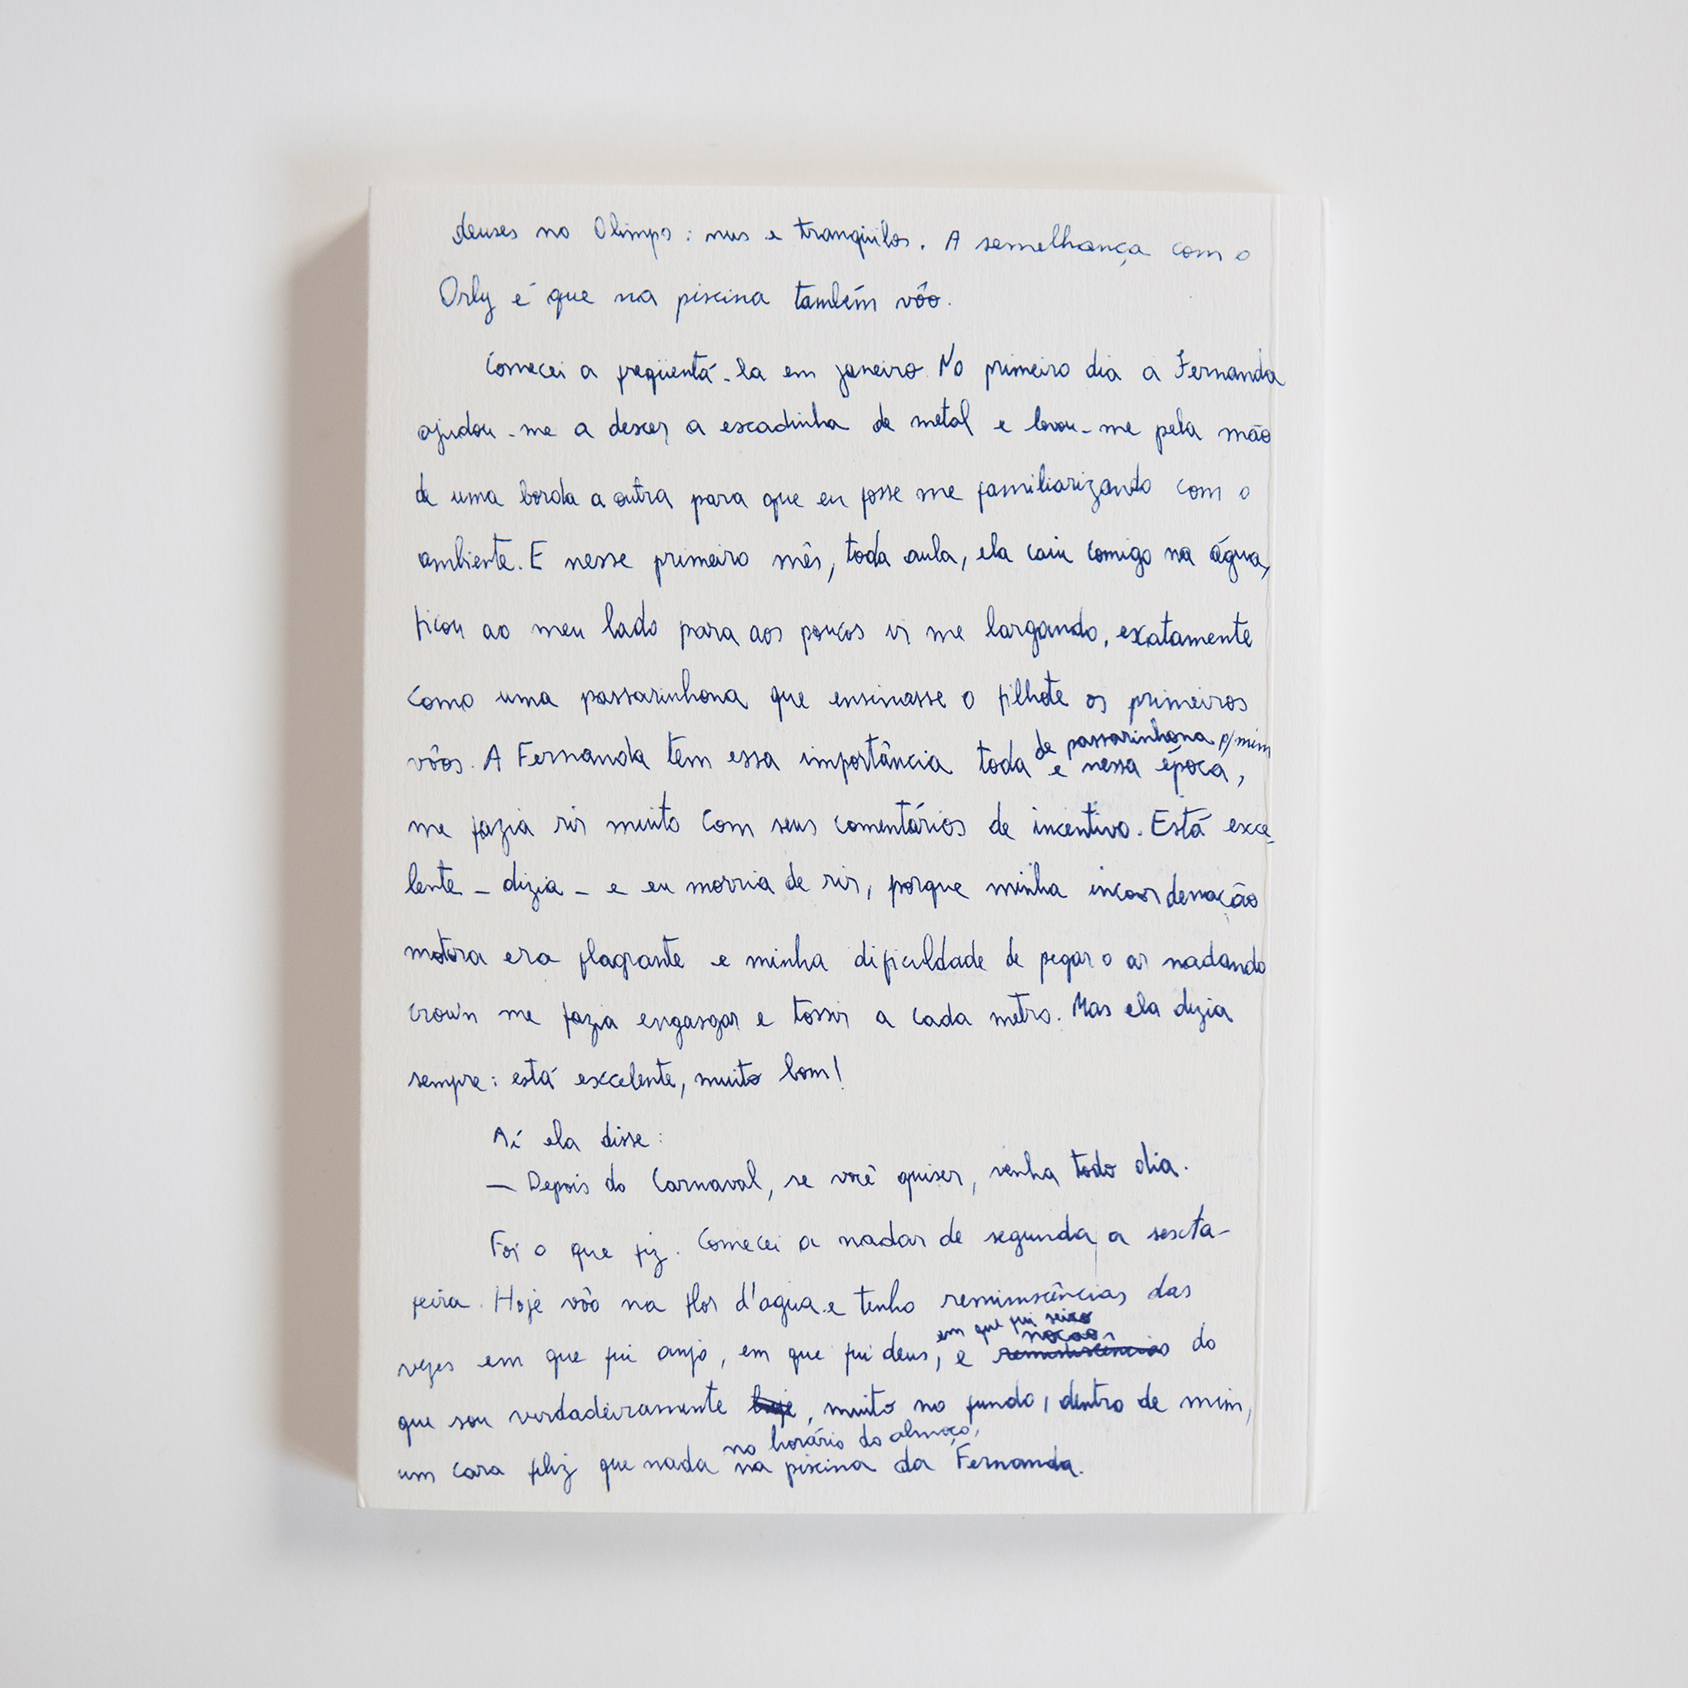 deuses no Olimpo: nus e tranqüilos. A semelhança com o
Orly é que na piscina também vôo.
Comecei a freqüentá-la em janeiro. No primeiro dia a Fernanda
ajudou-me a descer a escadinha de metal e levou-me pela mão
de uma borda a outra para que eu fosse me familiarizando com o
ambiente. E nesse primeiro mês, toda aula, ela caiu comigo na água,
ficou ao meu lado para aos poucos ir me largando, exatamente
como uma passarinhona que ensinasse o filhote os primeiros
de passarinhona p/ mim
vôos. A Fernanda tem essa importância toda e nessa época,
me fazia rir muito com seus comentários de incentivo. Está exce-
lente - dizia - e eu morria de rir, porque minha incoordenação
motora era flagrante e minha dificuldade de pegar o ar nadando
crown me fazia engasgar e tossir a cada metro. Mas ela dizia
sempre: está excelente, muito bom!
Aí ela disse:
— Depois do Carnaval, se você quiser, venha todo dia.
Foi o que fiz. Comecei a nadar de segunda a sexta-
feira. Hoje vôo na flor d'agua e tenho reminiscências das
em que fui seixo
noção
vezes em que fui anjo, em que fui deus, e reminiscências do
que sou verdadeiramente hoje, muito no fundo, dentro de mim,
no horário do almoço,
um cara feliz que nada na piscina da Fernanda.